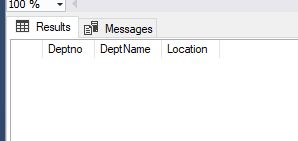 100 %
Results Messages
Deptno DeptName Location